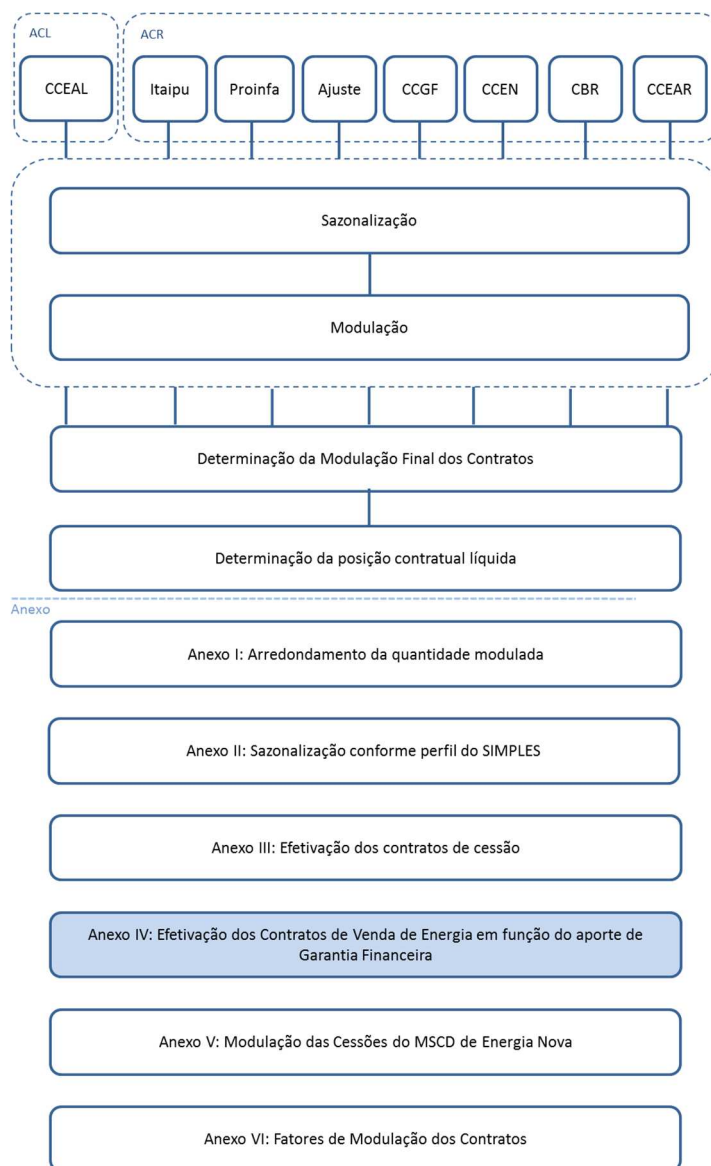 ACL
ACR
CCEAL
Itaipu
Proinfa
Ajuste
CCGF
CCEN
CBR
CCEAR
Sazonalização
Modulação
Determinação da Modulação Final dos Contratos
Determinação da posição contratual líquida
Anexo
Anexo I: Arredondamento da quantidade modulada
Anexo II: Sazonalização conforme perfil do SIMPLES
Anexo III: Efetivação dos contratos de cessão
Anexo IV: Efetivação dos Contratos de Venda de Energia em função do aporte de
Garantia Financeira
Anexo V: Modulação das Cessões do MSCD de Energia Nova
Anexo VI: Fatores de Modulação dos Contratos